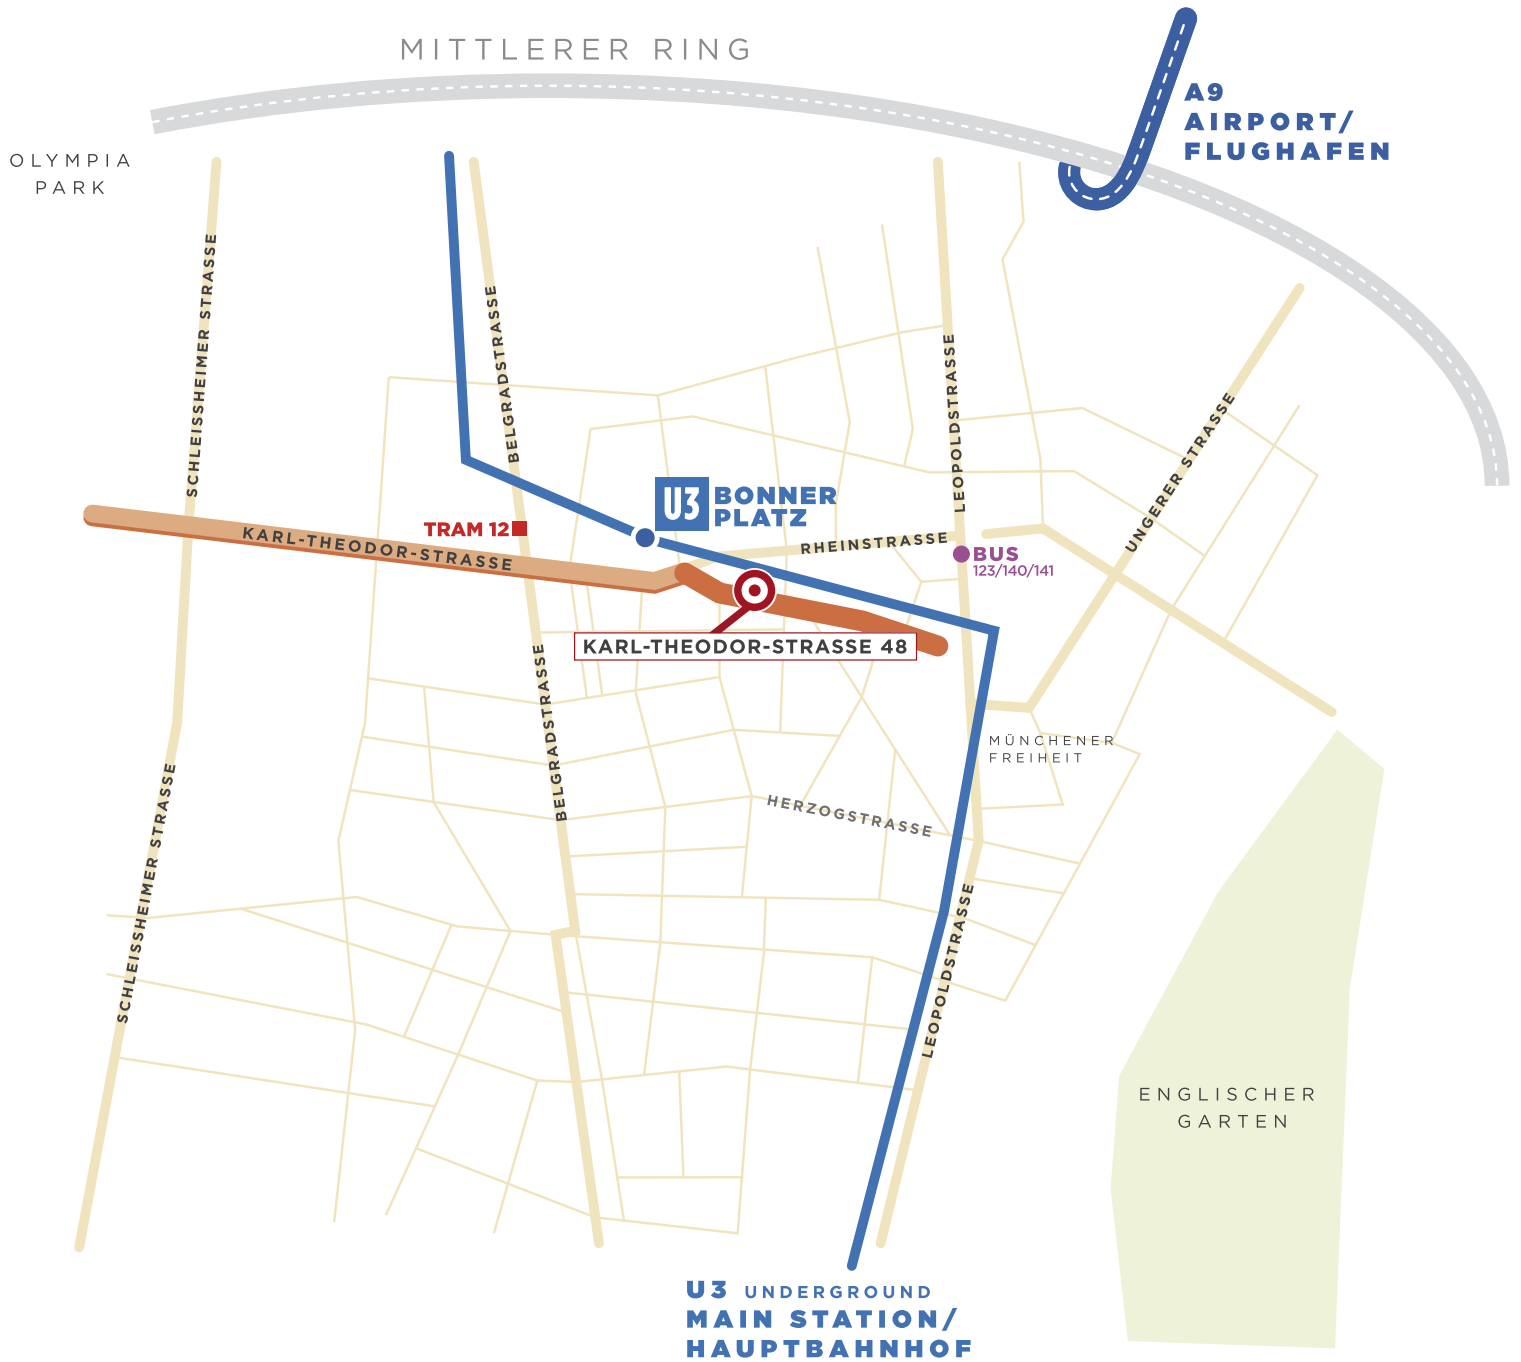 MITTLERER RING
A9
AIRPORT/
FLUGHAFEN
OLYMPIA
PARK
SCHLEISSHEIMER STRASSE
BELGRADSTRASSE
LEOPOLDSTRASSE
UNGERER STRASSE
U3 BONNER
PLATZ
TRAM 12
KARL-THEODOR-STRASSE
RHEINSTRASSE
BUS
123/140/141
KARL-THEODOR-STRASSE 48
BELGRADSTRASSE
MÜNCHENER
FREIHEIT
HERZOGSTRASSE
SCHLEISSHEIMER STRASSE
LEOPOLDSTRASSE
ENGLISCHER
GARTEN
U3 UNDERGROUND
MAIN STATION/
HAUPTBAHNHOF